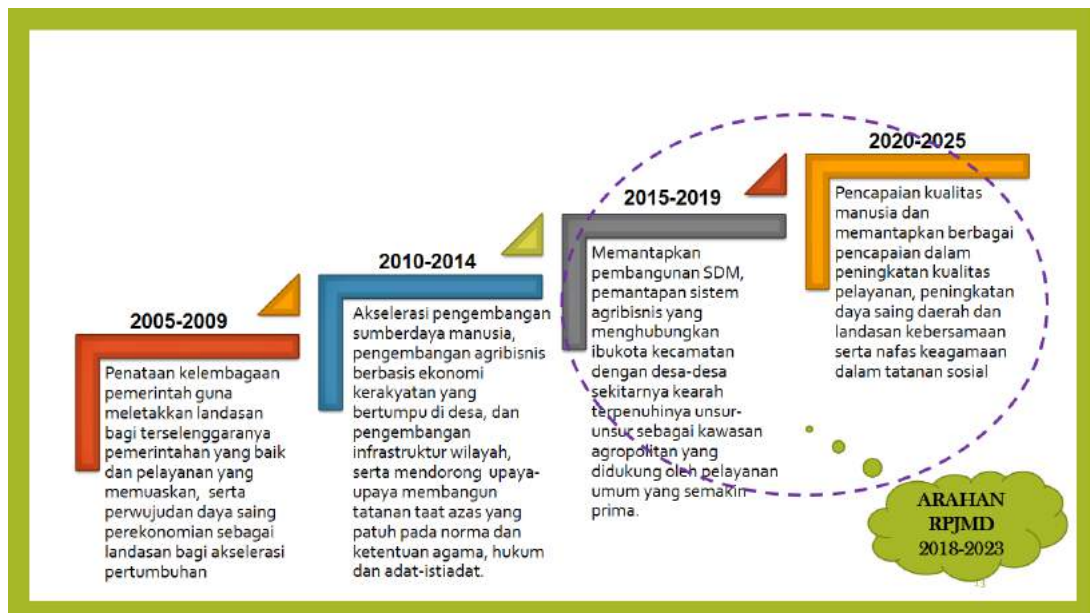 2005-2009
Penataan kelembagaan
pemerintah guna
meletakkan landasan
bagi terselenggaranya
pemerintahan yang baik
dan pelayanan yang
memuaskan, serta
perwujudan daya saing
perekonomian sebagai
landasan bagi akselerasi
pertumbuhan
2010-2014
Akselerasi pengembangan
sumberdaya manusia,
pengembangan agribisnis
berbasis ekonomi
kerakyatan yang
bertumpu di desa, dan
pengembangan
infrastruktur wilayah,
serta mendorong upaya-
upaya membangun
tatanan taat azas yang
patuh pada norma dan
ketentuan agama, hukum
dan adat-istiadat.
2015-2019
Memantapkan
pembangunan SDM,
pemantapan sistem
agribisnis yang
menghubungkan
ibukota kecamatan
dengan desa-desa
sekitarnya kearah
terpenuhinya unsur-
unsur sebagai kawasan
agropolitan yang
didukung oleh pelayanan
umum yang semakin
prima.
2020-2025
Pencapaian kualitas
manusia dan
memantapkan berbagai
pencapaian dalam
peningkatan kualitas
pelayanan, peningkatan
daya saing daerah dan
landasan kebersamaan
serta nafas keagamaan
dalam tatanan sosial
ARAHAN
RPJMD
2018-2023